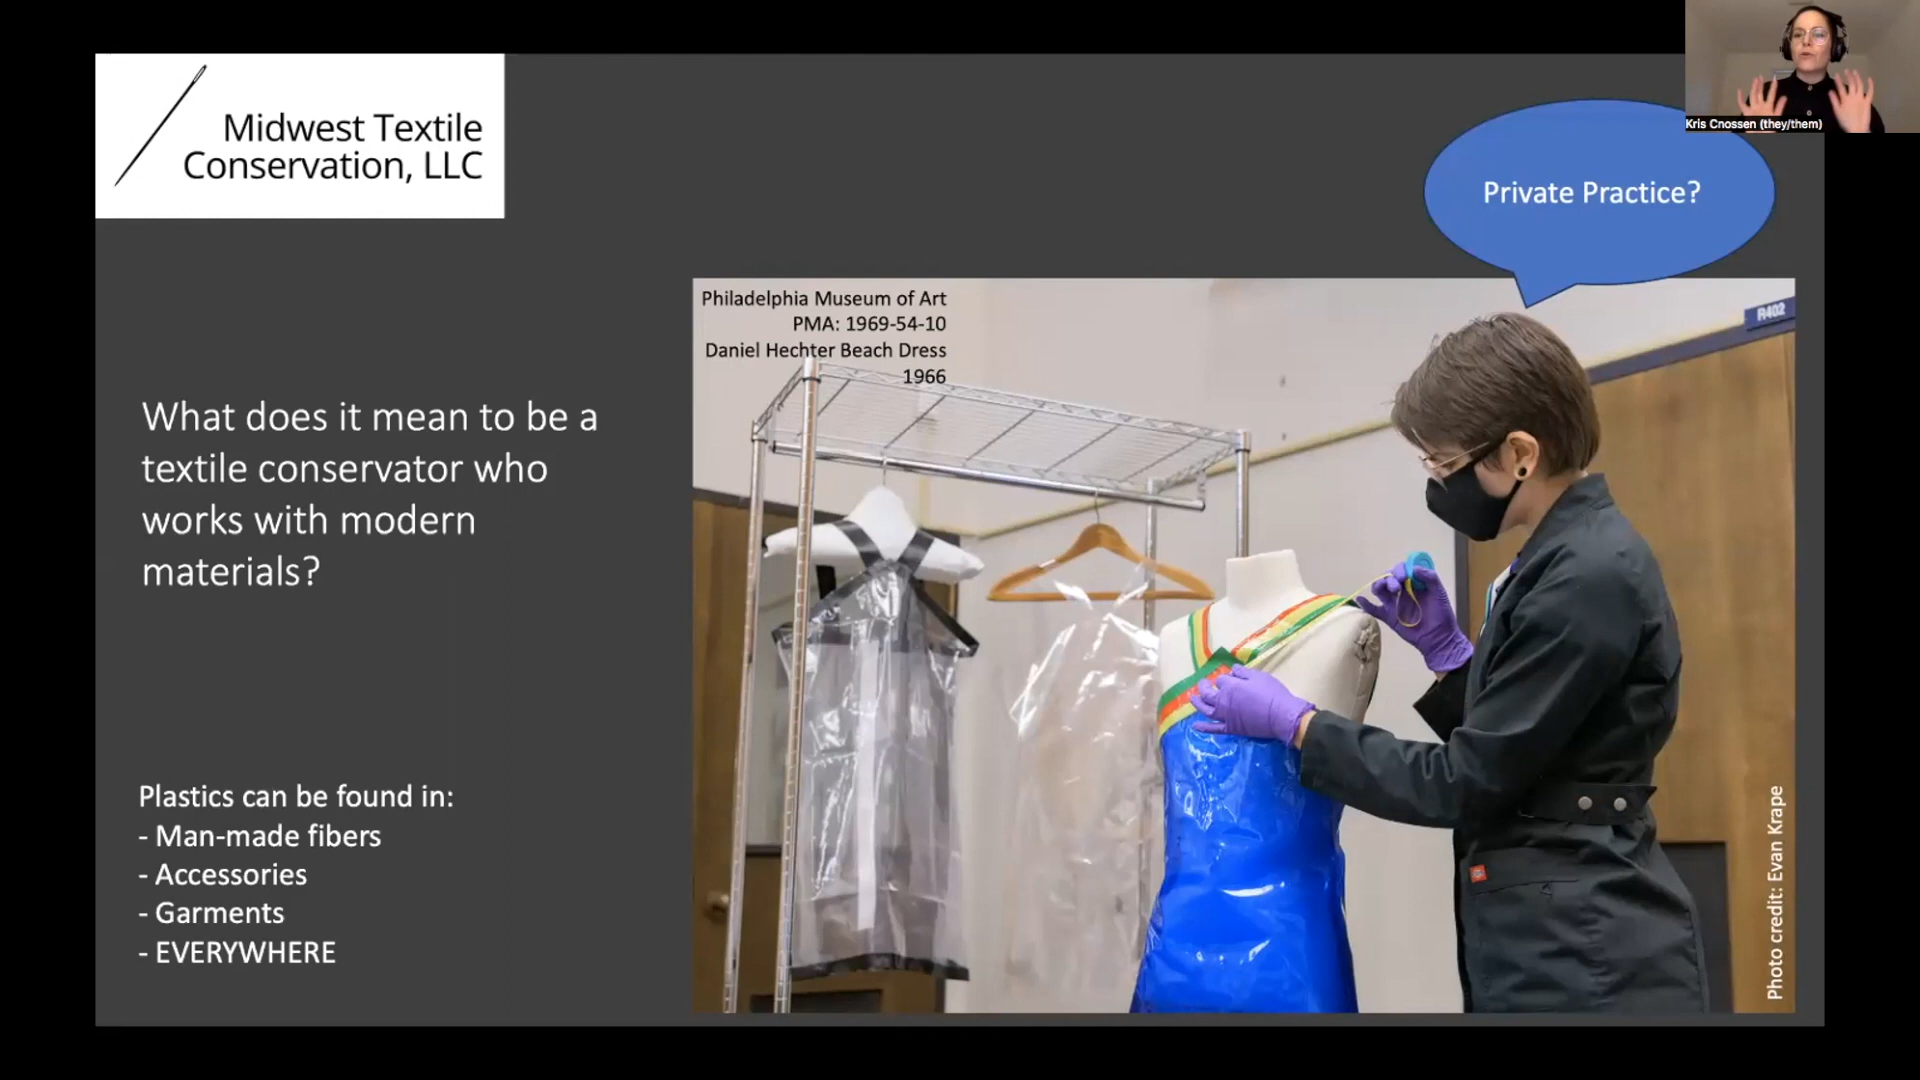 Midwest Textile
Conservation, LLC
Kris Cnossen (they/them)
Private Practice?
Philadelphia Museum of Art
PMA: 1969-54-10
Daniel Hechter Beach Dress
1966
R402
What does it mean to be a
textile conservator who
works with modern
materials?
Plastics can be found in:
- Man-made fibers
- Accessories
- Garments
- EVERYWHERE
Photo credit: Evan Krape